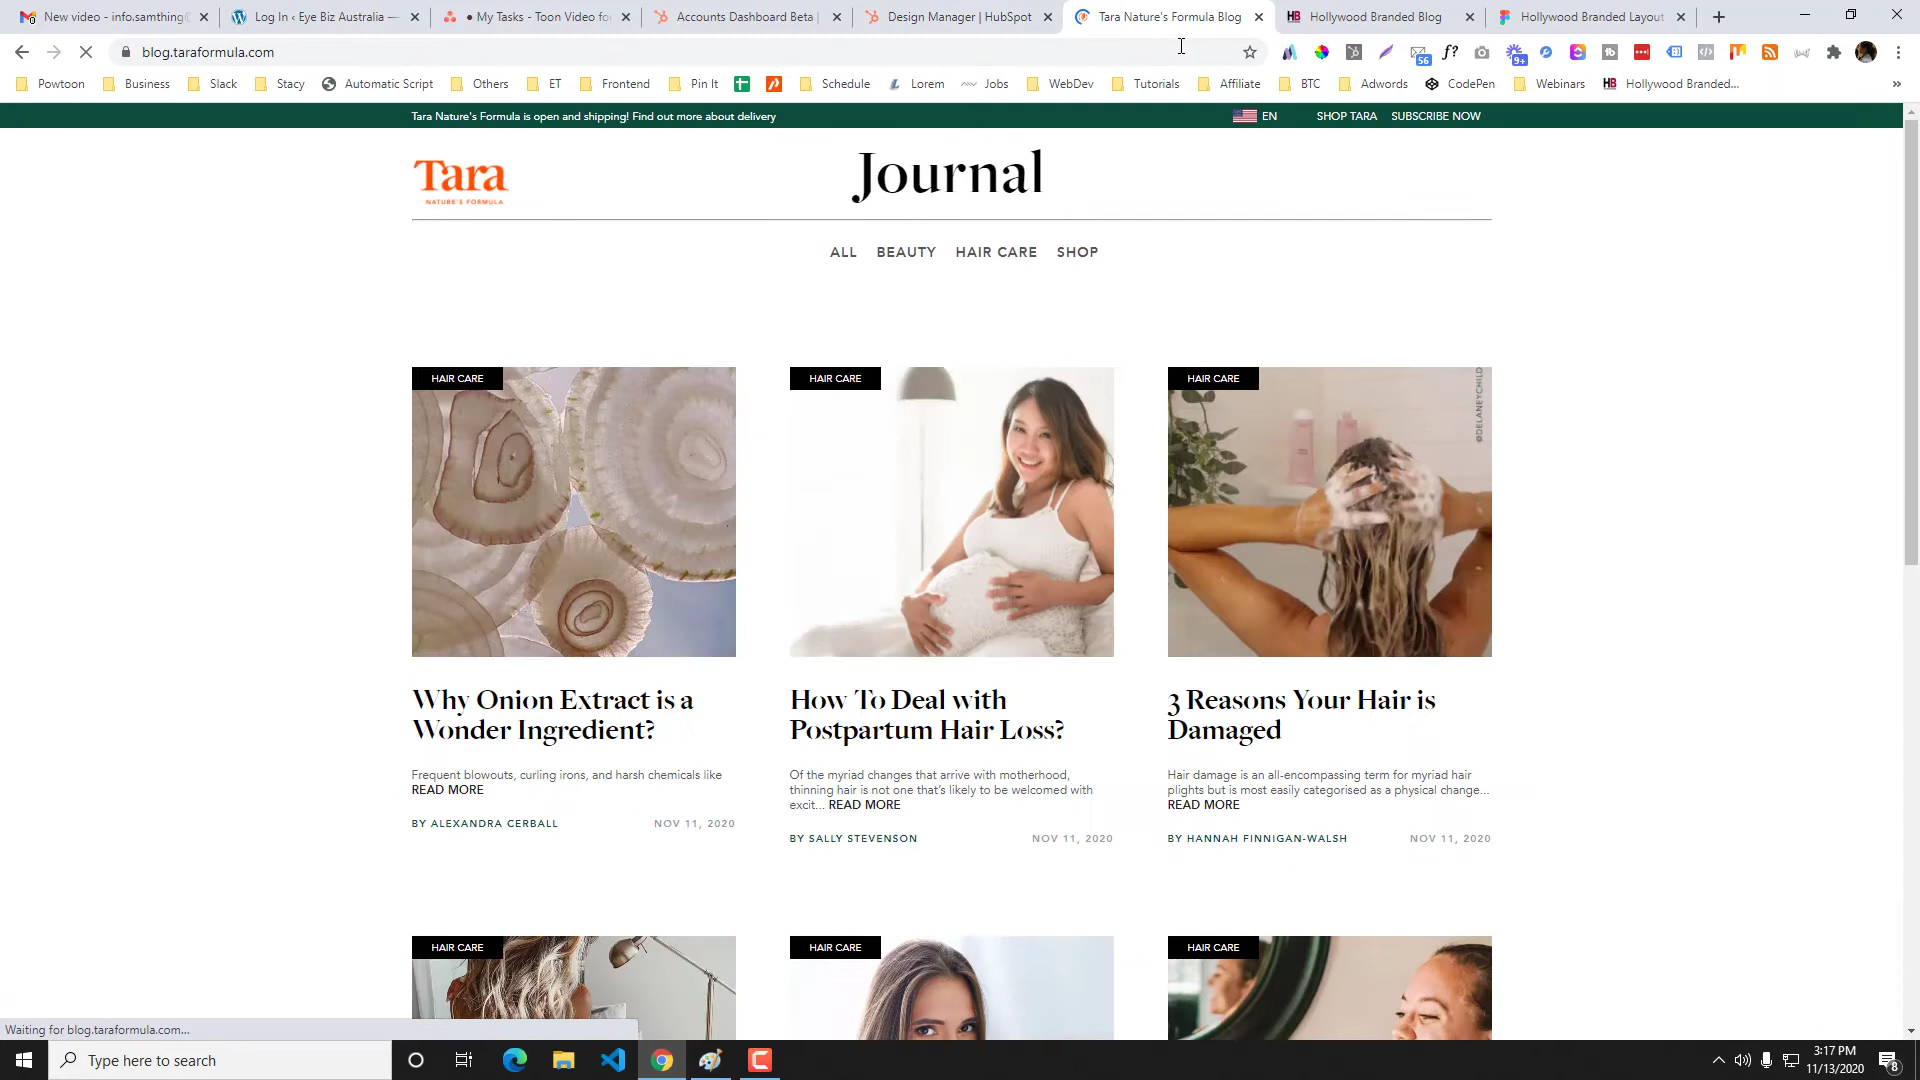 New video - info.samthing
Log In ‹ Eye Biz Australia —
● My Tasks - Toon Video fo
Accounts Dashboard Beta |
Design Manager | HubSpot
Tara Nature's Formula Blog
Hollywood Branded Blog
Hollywood Branded Layout
blog.taraformula.com
56
f?
9+
Powtoon
Business
Slack
Stacy
Automatic Script
Others
ET
Frontend
Pin It
Schedule
Lorem
Jobs
WebDev
Tutorials
Affiliate
BTC
Adwords
CodePen
Webinars
HB
Hollywood Branded...
Tara Nature's Formula is open and shipping! Find out more about delivery
EN
SHOP TARA
SUBSCRIBE NOW
Tara
NATURE'S FORMULA
Journal
ALL
BEAUTY
HAIR CARE
SHOP
HAIR CARE
HAIR CARE
HAIR CARE
@DELANEYCHILD
Why Onion Extract is a
Wonder Ingredient?
Frequent blowouts, curling irons, and harsh chemicals like
READ MORE
BY ALEXANDRA CERBALL
NOV 11, 2020
How To Deal with
Postpartum Hair Loss?
Of the myriad changes that arrive with motherhood,
thinning hair is not one that's likely to be welcomed with
excit... READ MORE
BY SALLY STEVENSON
NOV 11, 2020
3 Reasons Your Hair is
Damaged
Hair damage is an all-encompassing term for myriad hair
plights but is most easily categorised as a physical change...
READ MORE
BY HANNAH FINNIGAN-WALSH
NOV 11, 2020
HAIR CARE
HAIR CARE
HAIR CARE
Waiting for blog.taraformula.com...
Type here to search
3:17 PM
11/13/2020
8